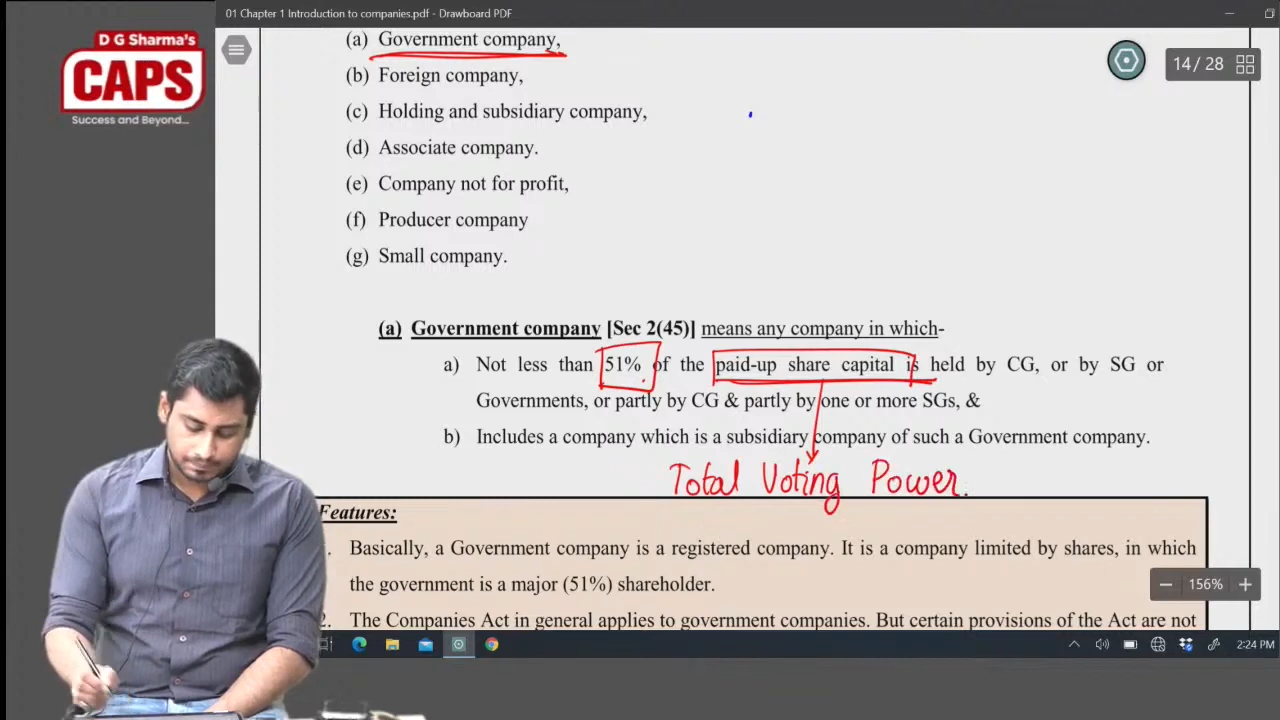 01 Chapter 1 Introduction to companies.pdf - Drawboard PDF
D G Sharma's
CAPS
Success and Beyond...
14 / 28
(a) Government company,
(b) Foreign company,
(c) Holding and subsidiary company,
(d) Associate company.
(e) Company not for profit,
(f) Producer company
(g) Small company.
(a) Government company [Sec 2(45)] means any company in which-
a) Not less than 51% of the paid-up share capital is held by CG, or by SG or
Governments, or partly by CG & partly by one or more SGs, &
b) Includes a company which is a subsidiary company of such a Government company.
Total Voting Power.
Features:
. Basically, a Government company is a registered company. It is a company limited by shares, in which
the government is a major (51%) shareholder.
2. The Companies Act in general applies to government companies. But certain provisions of the Act are not
156%
2:24 PM